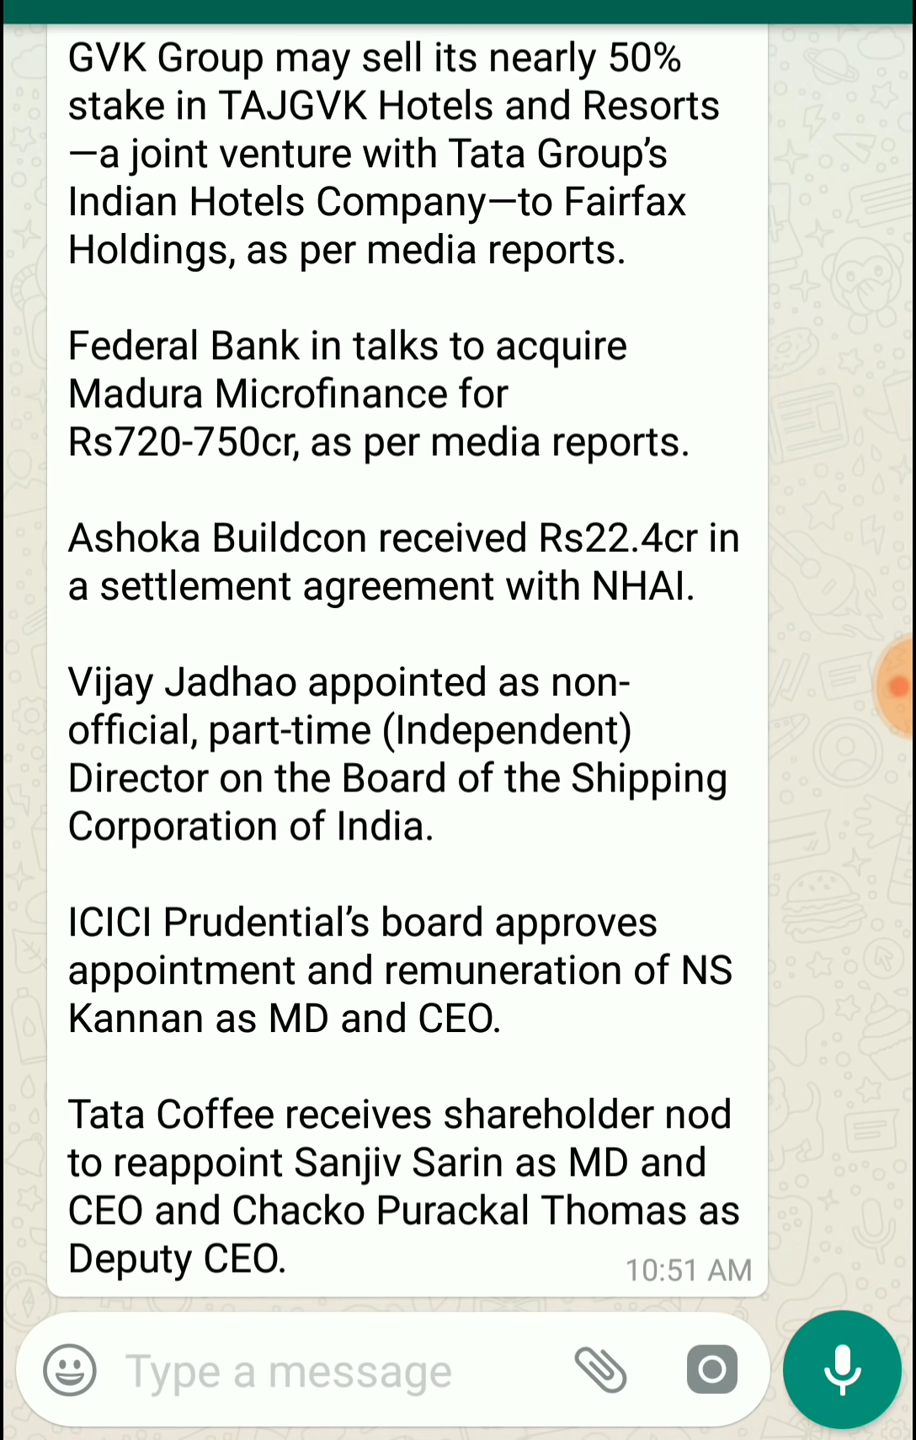 GVK Group may sell its nearly 50%
stake in TAJGVK Hotels and Resorts
—a joint venture with Tata Group’s
Indian Hotels Company—to Fairfax
Holdings, as per media reports.
Federal Bank in talks to acquire
Madura Microfinance for
Rs720-750cr, as per media reports.
Ashoka Buildcon received Rs22.4cr in
a settlement agreement with NHAI.
Vijay Jadhao appointed as non-
official, part-time (Independent)
Director on the Board of the Shipping
Corporation of India.
ICICI Prudential’s board approves
appointment and remuneration of NS
Kannan as MD and CEO.
Tata Coffee receives shareholder nod
to reappoint Sanjiv Sarin as MD and
CEO and Chacko Purackal Thomas as
Deputy CEO.
10:51 AM
Type a message